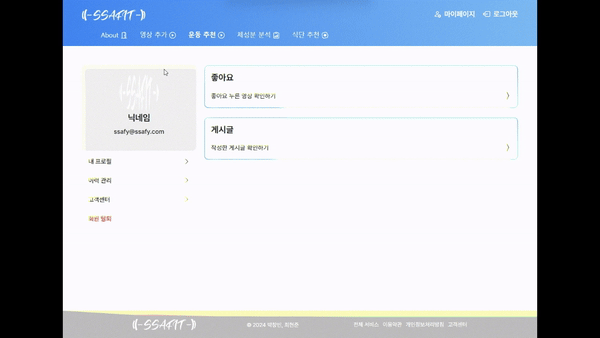 SSAFIT
마이페이지 로그아웃
About 영상 추가 운동 추천 체성분 분석 식단 추천
SSAFIT
닉네임
ssafy@ssafy.com
내 프로필
이력 관리
고객센터
회원 탈퇴
좋아요
좋아요 누른 영상 확인하기
게시글
작성한 게시글 확인하기
SSAFIT
전체 서비스 이용약관 개인정보처리방침 고객센터